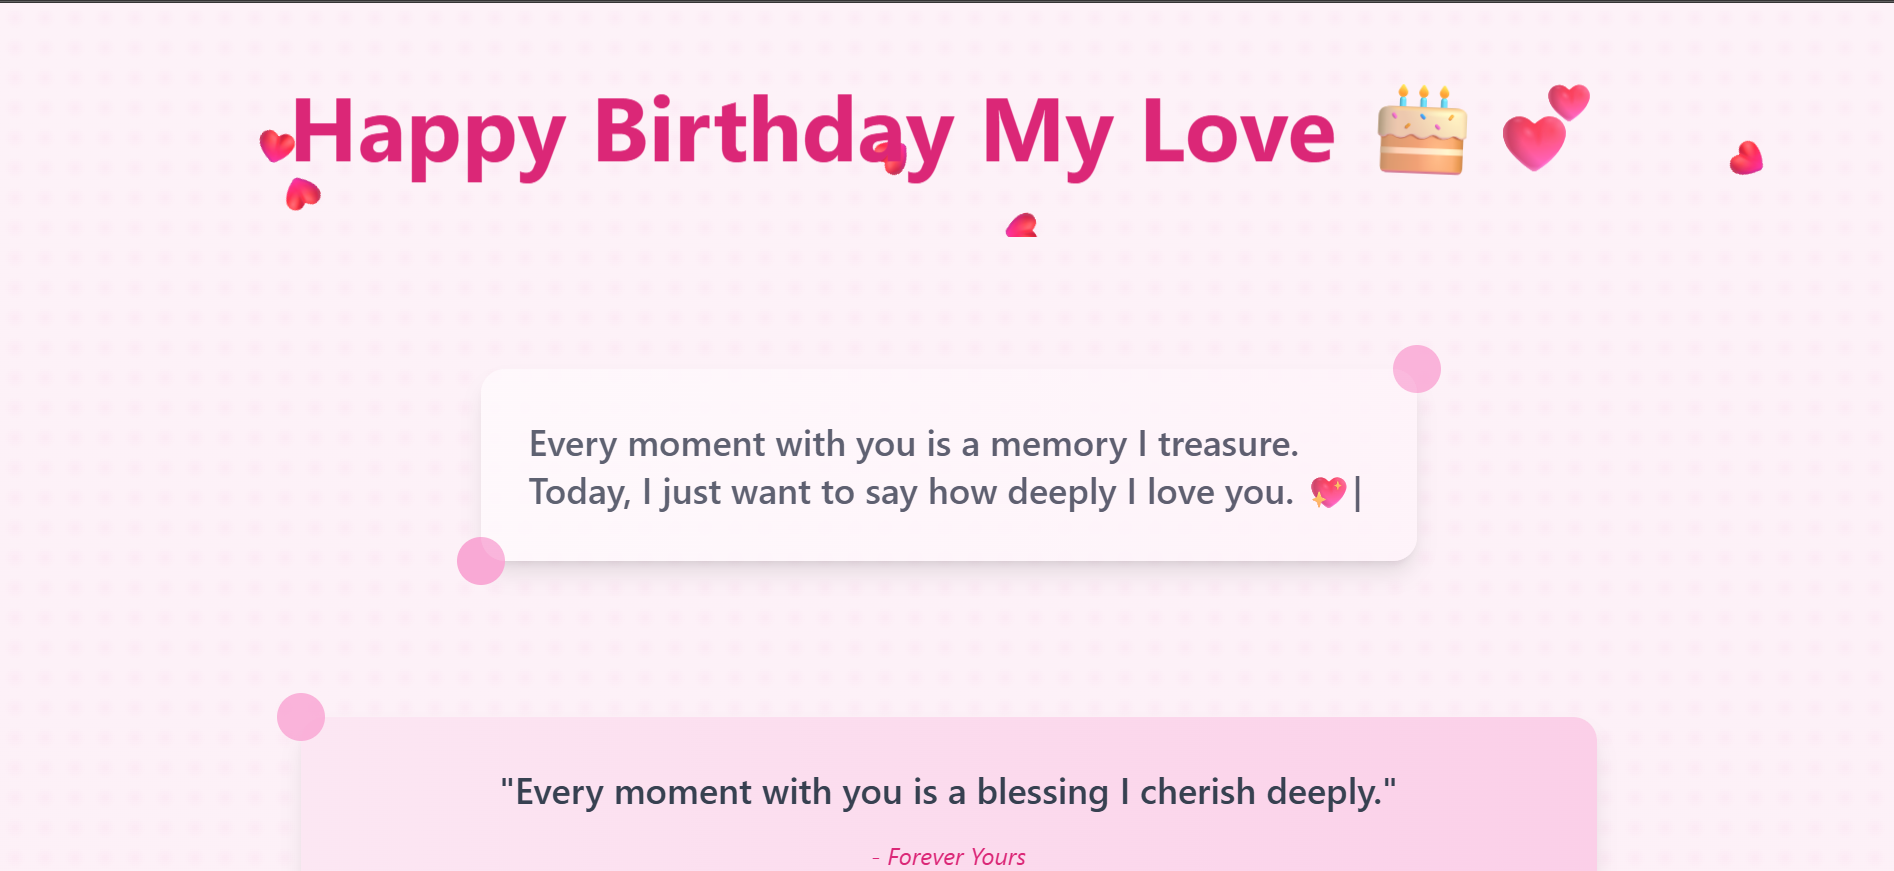 Happy Birthday My Love 🎂 💕
Every moment with you is a memory I treasure.
Today, I just want to say how deeply I love you. 💖|
"Every moment with you is a blessing I cherish deeply."
- Forever Yours